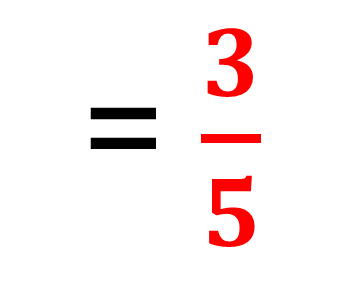 = 3/5